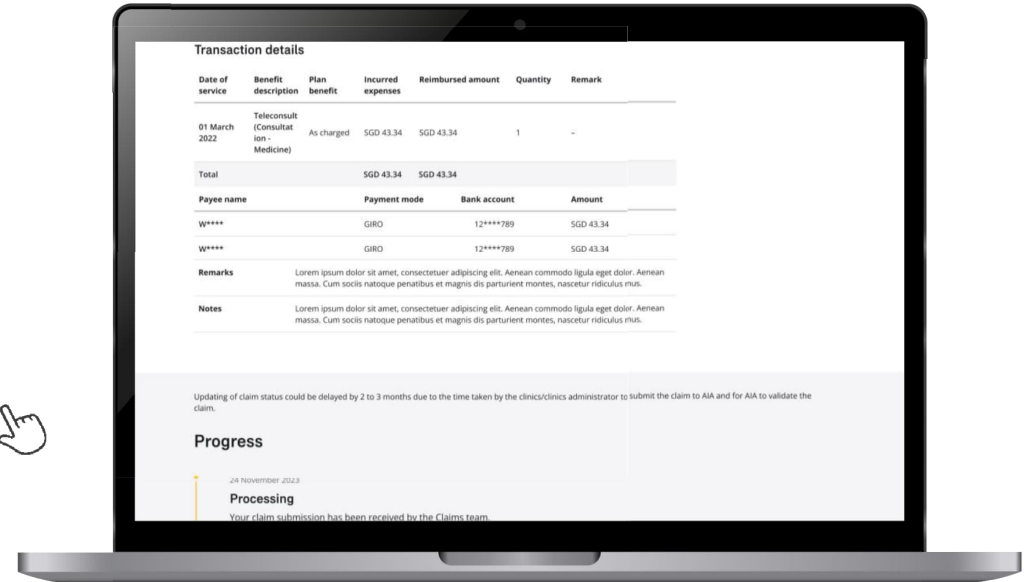 Transaction details
Date of service Benefit description Plan benefit Incurred expenses Reimbursed amount Quantity Remark
01 March 2022 Teleconsult (Consultat ion - Medicine) As charged SGD 43.34 SGD 43.34 1 –
Total SGD 43.34 SGD 43.34
Payee name Payment mode Bank account Amount
W**** GIRO 12****789 SGD 43.34
W**** GIRO 12****789 SGD 43.34
Remarks Lorem ipsum dolor sit amet, consectetuer adipiscing elit. Aenean commodo ligula eget dolor. Aenean
massa. Cum sociis natoque penatibus et magnis dis parturient montes, nascetur ridiculus mus.
Notes Lorem ipsum dolor sit amet, consectetuer adipiscing elit. Aenean commodo ligula eget dolor. Aenean
massa. Cum sociis natoque penatibus et magnis dis parturient montes, nascetur ridiculus mus.
Updating of claim status could be delayed by 2 to 3 months due to the time taken by the clinics/clinics administrator to submit the claim to AIA and for AIA to validate the
claim.
Progress
24 November 2023
Processing
Your claim submission has been received by the Claims team.